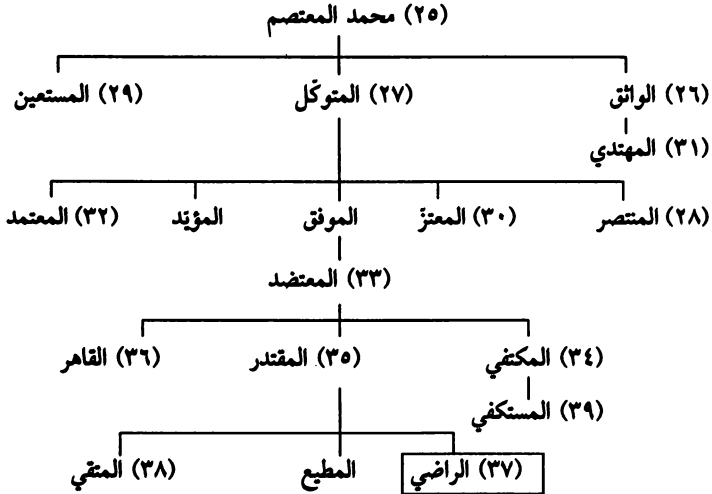 (٢٥) محمد المعتصم
(٢٦) الواثق (٢٧) المتوكّل (٢٩) المستعين
(٣١) المهتدي
(٢٨) المنتصر (٣٠) المعتزّ الموفق المؤيّد (٣٢) المعتمد
(٣٣) المعتضد
(٣٤) المكتفي (٣٥) المقتدر (٣٦) القاهر
(٣٩) المستكفي
(٣٧) الراضي المطيع (٣٨) المتقي